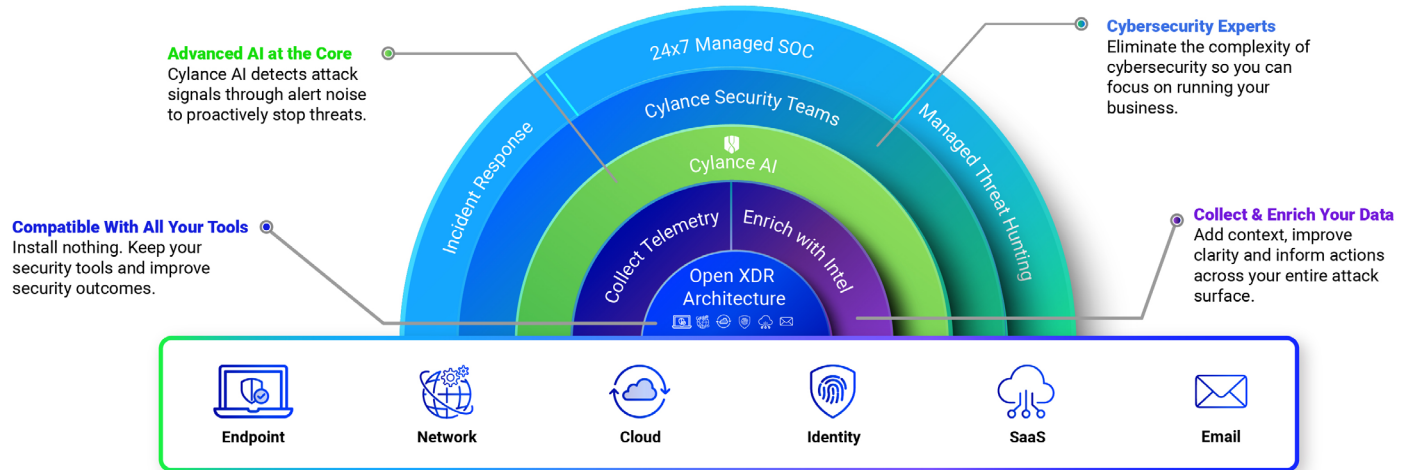 24x7 Managed SOC
Incident Response
Managed Threat Hunting
Cylance Security Teams
Cylance AI
Collect Telemetry
Enrich with Intel
Open XDR
Architecture
Advanced AI at the Core
Cylance AI detects attack
signals through alert noise
to proactively stop threats.
Cybersecurity Experts
Eliminate the complexity of
cybersecurity so you can
focus on running your
business.
Compatible With All Your Tools
Install nothing. Keep your
security tools and improve
security outcomes.
Collect & Enrich Your Data
Add context, improve
clarity and inform actions
across your entire attack
surface.
Endpoint
Network
Cloud
Identity
SaaS
Email